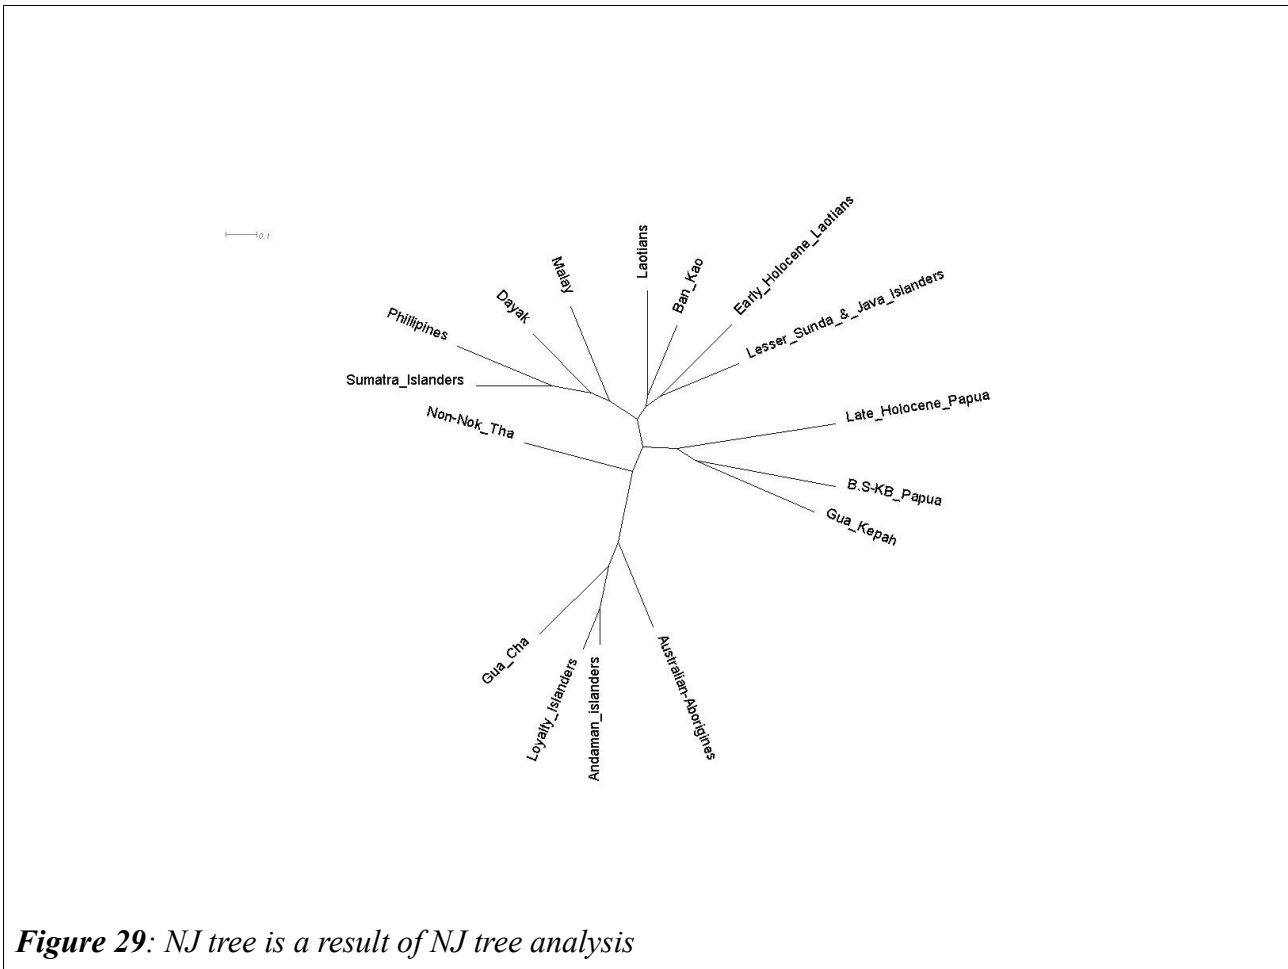 Laotians
Early_Holocene_Laotians
0.1
Malay
Ban_Kao
Lesser_Sunda_&_Java_Islanders
Dayak
Phillipines
Sumatra_Islanders
Late_Holocene_Papua
Non-Nok_Tha
B.S-KB_Papua
Gua_Kepah
Gua_Cha
Loyalty_Islanders
Andaman_islanders
Australian-Aborigines
Figure 29: NJ tree is a result of NJ tree analysis